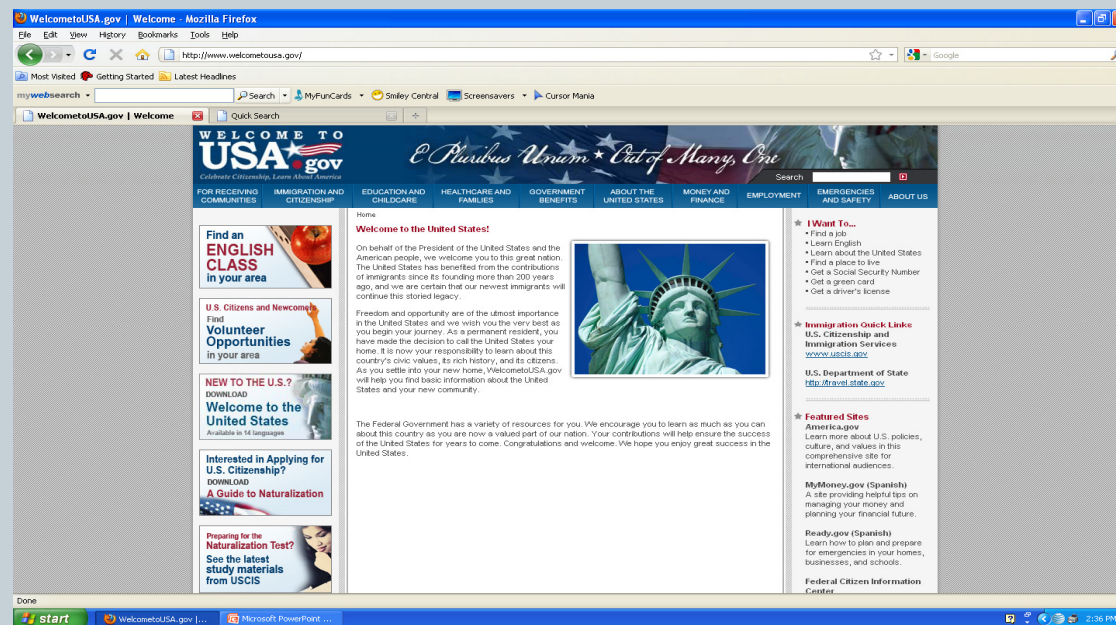 WelcometoUSA.gov | Welcome - Mozilla Firefox
File Edit View History Bookmarks Tools Help
http://www.welcometousa.gov/
Google
Most Visited Getting Started Latest Headlines
mywebsearch Search MyFunCards Smiley Central Screensavers Cursor Mania
WelcometoUSA.gov | Welcome Quick Search
WELCOME TO
USA.gov
Celebrate Citizenship, Learn About America
E Pluribus Unum ★ Out of Many, One
Search
FOR RECEIVING COMMUNITIES IMMIGRATION AND CITIZENSHIP EDUCATION AND CHILDCARE HEALTHCARE AND FAMILIES GOVERNMENT BENEFITS ABOUT THE UNITED STATES MONEY AND FINANCE EMPLOYMENT EMERGENCIES AND SAFETY ABOUT US
Find an
ENGLISH
CLASS
in your area
U.S. Citizens and Newcomers
Find
Volunteer
Opportunities
in your area
NEW TO THE U.S.?
DOWNLOAD
Welcome to the
United States
Available in 14 languages
Interested in Applying for
U.S. Citizenship?
DOWNLOAD
A Guide to Naturalization
Preparing for the
Naturalization Test?
See the latest
study materials
from USCIS
Home
Welcome to the United States!
On behalf of the President of the United States and the
American people, we welcome you to this great nation.
The United States has benefited from the contributions
of immigrants since its founding more than 200 years
ago, and we are certain that our newest immigrants will
continue this storied legacy.
Freedom and opportunity are of the utmost importance
in the United States and we wish you the very best as
you begin your journey. As a permanent resident, you
have made the decision to call the United States your
home. It is now your responsibility to learn about this
country's civic values, its rich history, and its citizens.
As you settle into your new home, WelcometoUSA.gov
will help you find basic information about the United
States and your new community.
The Federal Government has a variety of resources for you. We encourage you to learn as much as you can
about this country as you are now a valued part of our nation. Your contributions will help ensure the success
of the United States for years to come. Congratulations and welcome. We hope you enjoy great success in the
United States.
I Want To...
• Find a job
• Learn English
• Learn about the United States
• Find a place to live
• Get a Social Security Number
• Get a green card
• Get a driver's license
Immigration Quick Links
U.S. Citizenship and
Immigration Services
www.uscis.gov
U.S. Department of State
http://travel.state.gov
Featured Sites
America.gov
Learn more about U.S. policies,
culture, and values in this
comprehensive site for
international audiences.
MyMoney.gov (Spanish)
A site providing helpful tips on
managing your money and
planning your financial future.
Ready.gov (Spanish)
Learn how to plan and prepare
for emergencies in your homes,
businesses, and schools.
Federal Citizen Information
Center
Done
start WelcometoUSA.gov |... Microsoft PowerPoint ... 2:36 PM